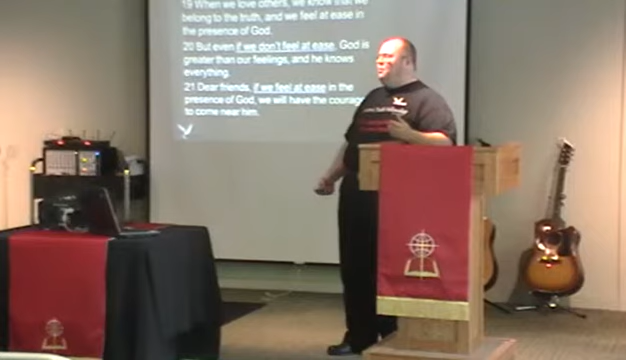 19 When we love others, we know that we
belong to the truth, and we feel at ease in
the presence of God.
20 But even if we don't feel at ease, God is
greater than our feelings, and he knows
everything.
21 Dear friends, if we feel at ease in the
presence of God, we will have the courage
to come near him.